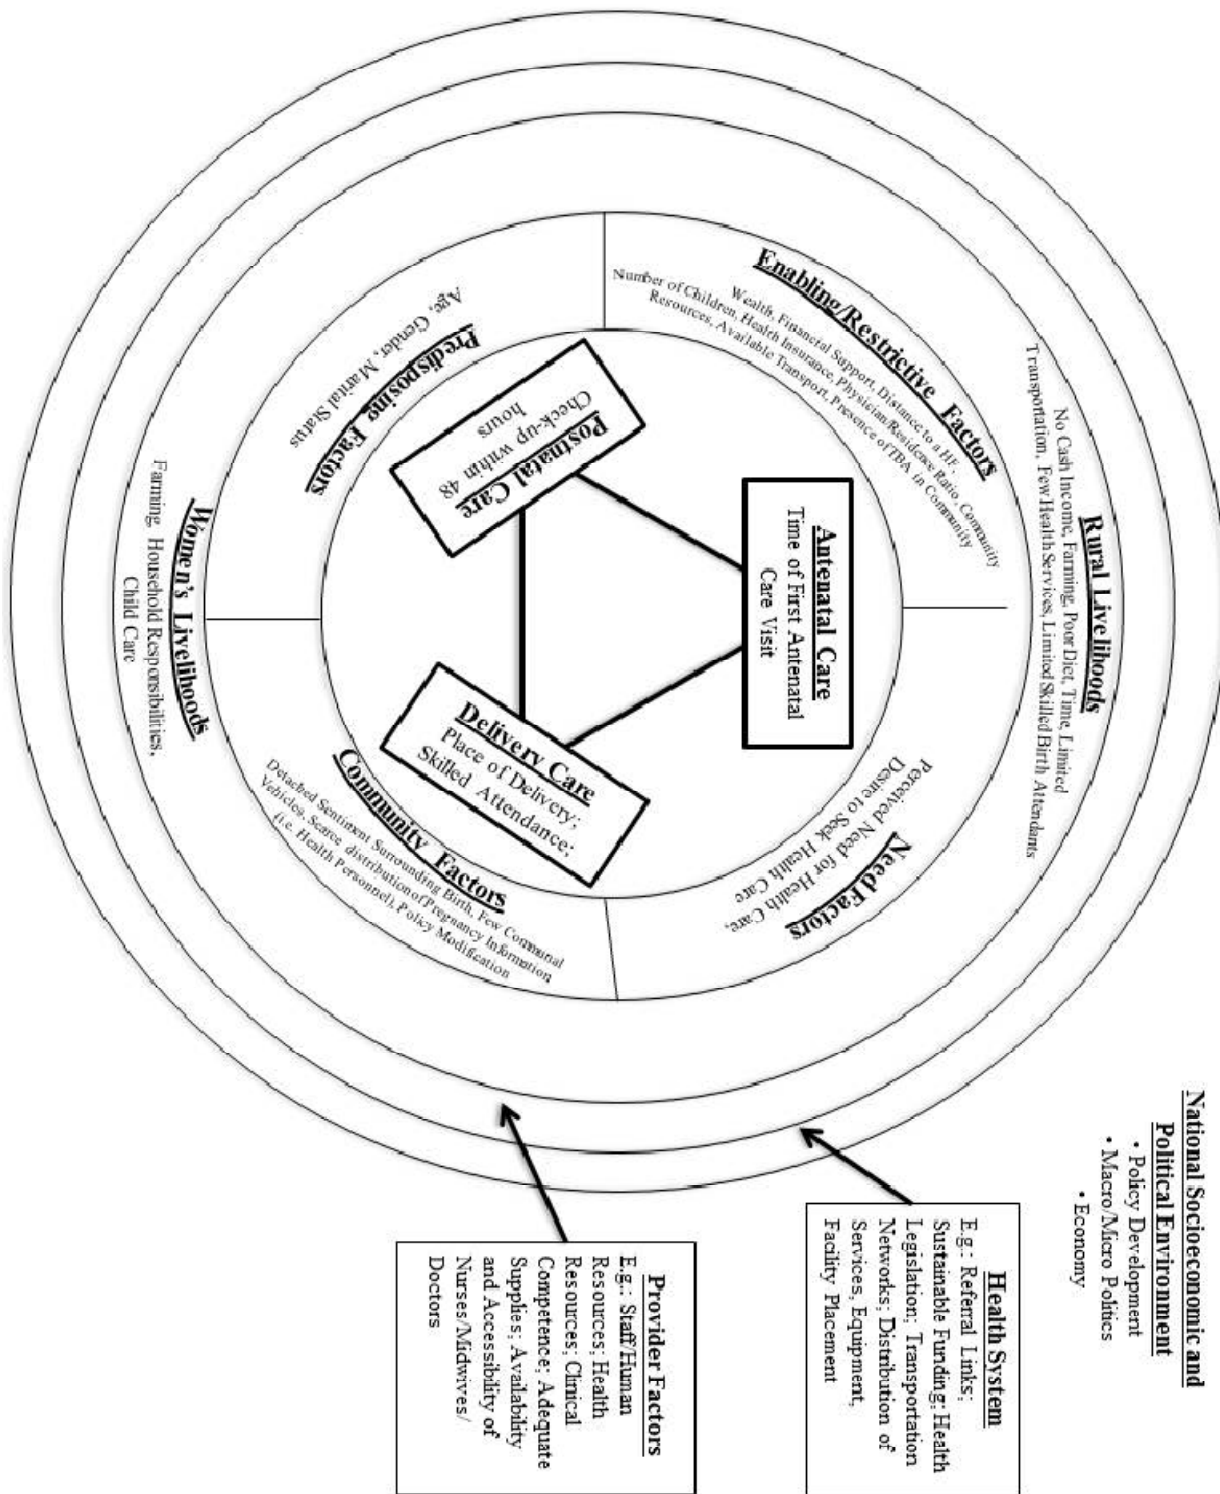 National Socioeconomic and
Political Environment
• Policy Development
• Macro/Micro Politics
• Economy
Rural Livelihoods
No Cash Income, Farming, Poor Diet, Time, Limited
Transportation, Few Health Services, Limited Skilled Birth Attendants
Enabling/Restrictive Factors
Wealth, Financial Support, Distance to a HF,
Number of Children, Health Insurance, Physician/Residence Ratio, Community
Resources, Available Transport, Presence of TBA in Community
Need Factors
Perceived Need for Health Care,
Desire to Seek Health Care
Antenatal Care
Time of First Antenatal
Care Visit
Postnatal Care
Check-up within 48
hours
Delivery Care
Place of Delivery;
Skilled Attendance;
Predisposing Factors
Age, Gender, Marital Status
Community Factors
Detached Sentiment Surrounding Birth, Few Communal
Vehicles, Scarce distribution of Pregnancy Information
(i.e. Health Personnel), Policy Modification
Women's Livelihoods
Farming, Household Responsibilities,
Child Care
Health System
E.g.: Referral Links;
Sustainable Funding; Health
Legislation; Transportation
Networks; Distribution of
Services, Equipment,
Facility Placement
Provider Factors
E.g.: Staff/Human
Resources; Health
Resources; Clinical
Competence; Adequate
Supplies; Availability
and Accessibility of
Nurses/Midwives/
Doctors